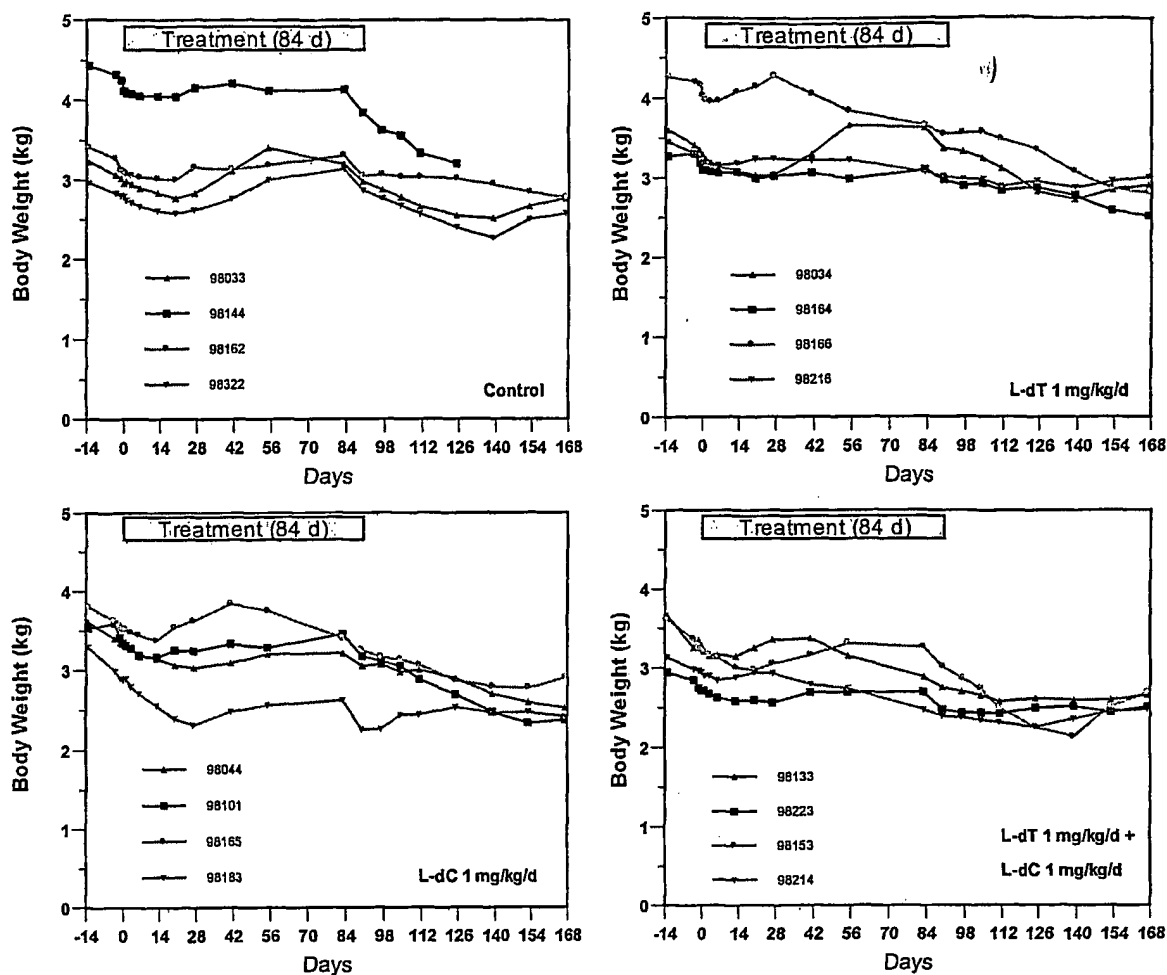 Treatment (84 d)
5
4
3
2
1
0
Body Weight (kg)
98033
98144
98162
98322
Control
-14 0 14 28 42 56 70 84 98 112 126 140 154 168
Days
Treatment (84 d)
5
4
3
2
1
0
Body Weight (kg)
98034
98164
98166
98216
L-dT 1 mg/kg/d
-14 0 14 28 42 56 70 84 98 112 126 140 154 168
Days
Treatment (84 d)
5
4
3
2
1
0
Body Weight (kg)
98044
98101
98165
98183
L-dC 1 mg/kg/d
-14 0 14 28 42 56 70 84 98 112 126 140 154 168
Days
Treatment (84 d)
5
4
3
2
1
0
Body Weight (kg)
98133
98223
98153
98214
L-dT 1 mg/kg/d +
L-dC 1 mg/kg/d
-14 0 14 28 42 56 70 84 98 112 126 140 154 168
Days